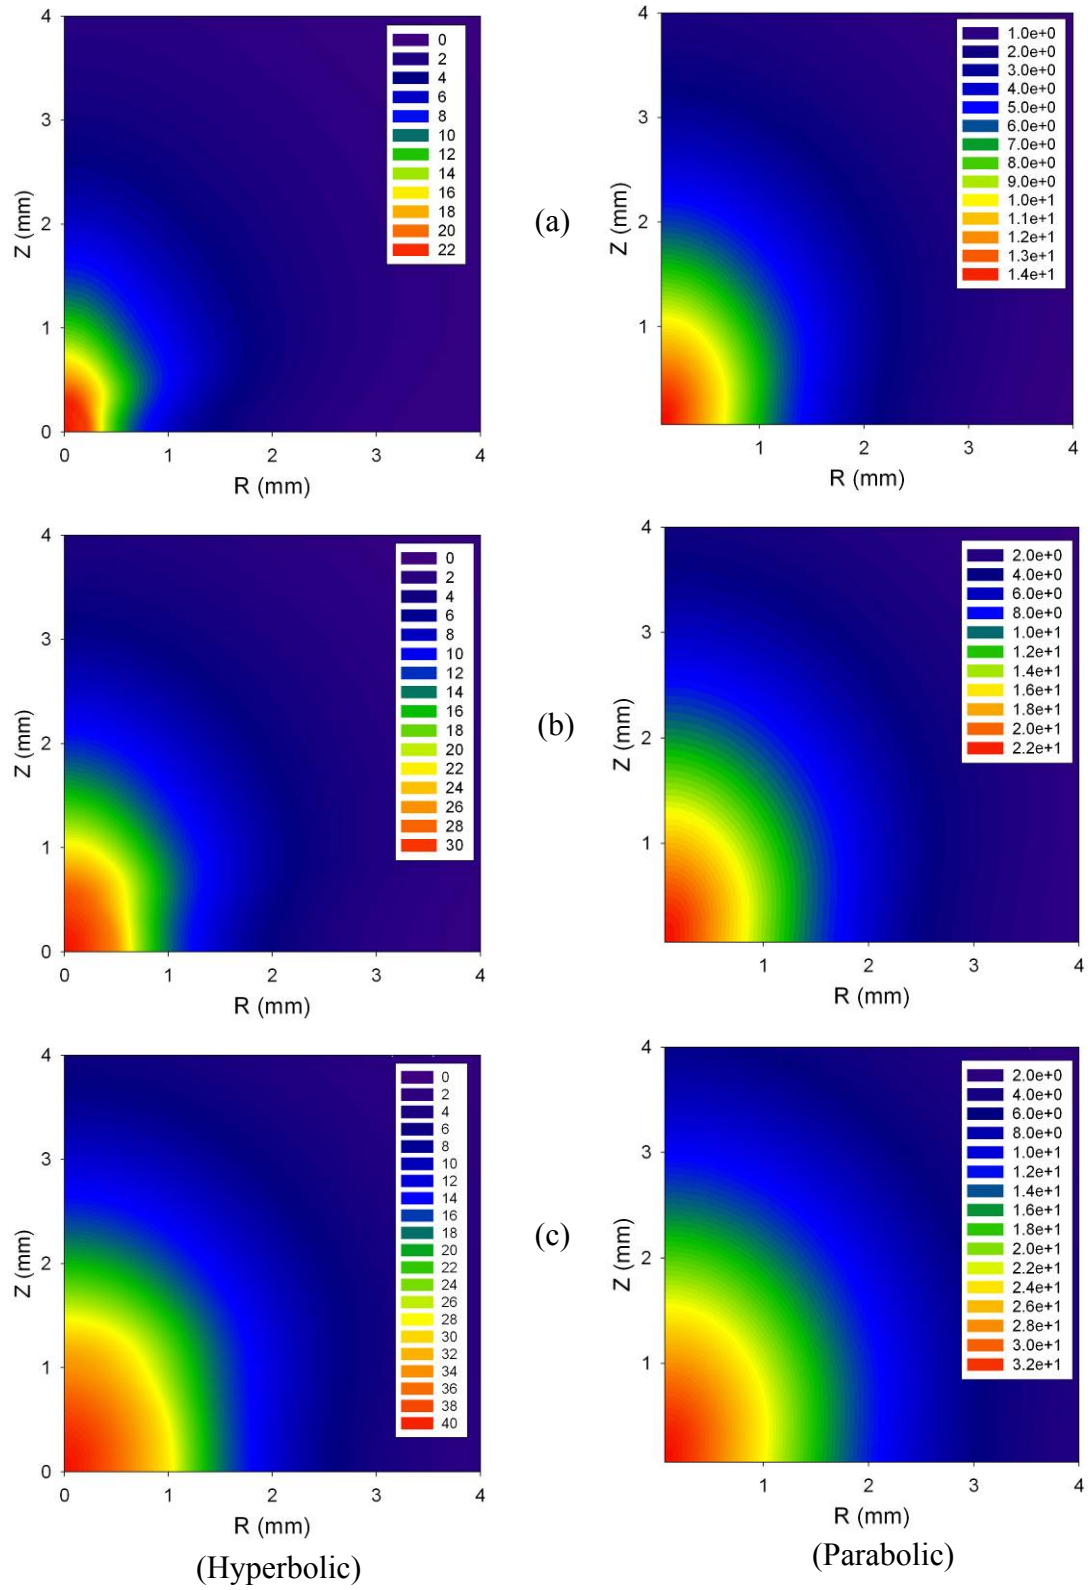 4
3
2
1
0
Z (mm)
0
1
2
3
4
R (mm)
0
2
4
6
8
10
12
14
16
18
20
22
(a)
4
3
2
1
Z (mm)
1
2
3
4
R (mm)
1.0e+0
2.0e+0
3.0e+0
4.0e+0
5.0e+0
6.0e+0
7.0e+0
8.0e+0
9.0e+0
1.0e+1
1.1e+1
1.2e+1
1.3e+1
1.4e+1
4
3
2
1
0
Z (mm)
0
1
2
3
4
R (mm)
0
2
4
6
8
10
12
14
16
18
20
22
24
26
28
30
(b)
4
3
2
1
Z (mm)
1
2
3
4
R (mm)
2.0e+0
4.0e+0
6.0e+0
8.0e+0
1.0e+1
1.2e+1
1.4e+1
1.6e+1
1.8e+1
2.0e+1
2.2e+1
4
3
2
1
0
Z (mm)
0
1
2
3
4
R (mm)
0
2
4
6
8
10
12
14
16
18
20
22
24
26
28
30
32
34
36
38
40
(c)
4
3
2
1
Z (mm)
1
2
3
4
R (mm)
2.0e+0
4.0e+0
6.0e+0
8.0e+0
1.0e+1
1.2e+1
1.4e+1
1.6e+1
1.8e+1
2.0e+1
2.2e+1
2.4e+1
2.6e+1
2.8e+1
3.0e+1
3.2e+1
(Hyperbolic)
(Parabolic)